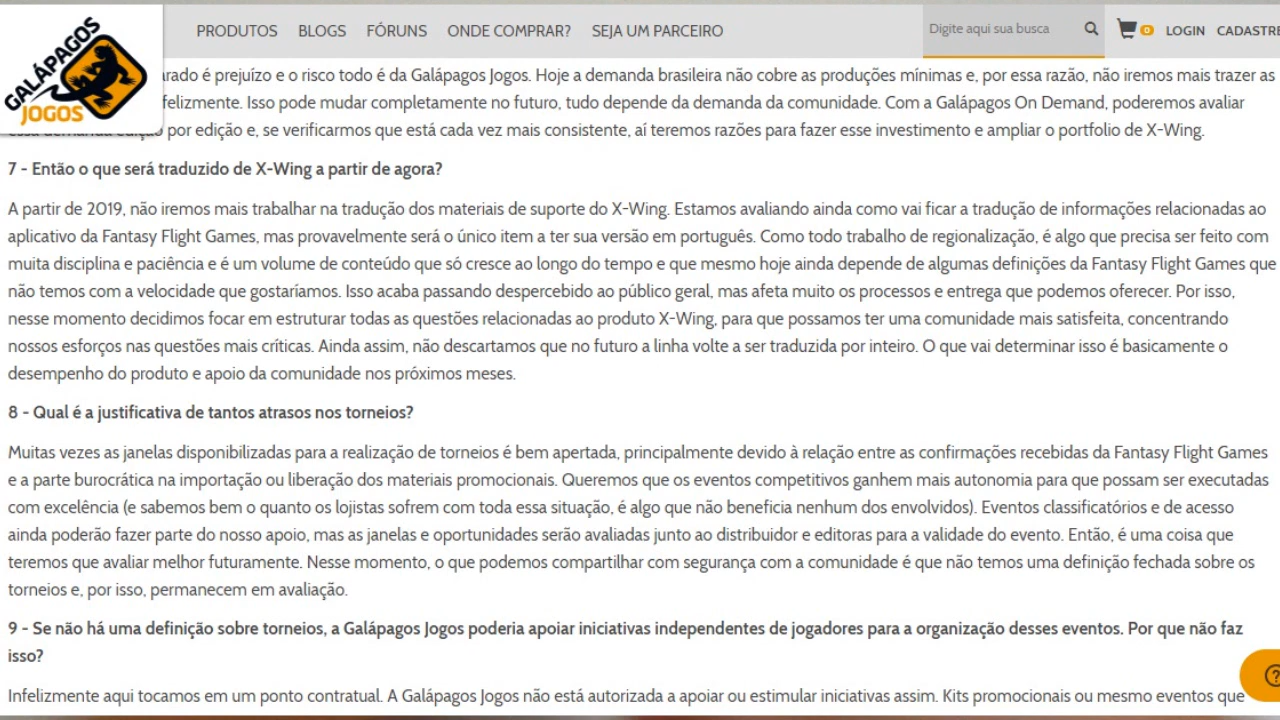 PRODUTOS BLOGS FÓRUNS ONDE COMPRAR? SEJA UM PARCEIRO Digite aqui sua busca 0 LOGIN CADASTRE
GALÁPAGOS
JOGOS
é prejuízo e o risco todo é da Galápagos Jogos. Hoje a demanda brasileira não cobre as produções mínimas e, por essa razão, não iremos mais trazer as
felizmente. Isso pode mudar completamente no futuro, tudo depende da demanda da comunidade. Com a Galápagos On Demand, poderemos avaliar
essa demanda edição por edição e, se verificarmos que está cada vez mais consistente, aí teremos razões para fazer esse investimento e ampliar o portfolio de X-Wing.
7 - Então o que será traduzido de X-Wing a partir de agora?
A partir de 2019, não iremos mais trabalhar na tradução dos materiais de suporte do X-Wing. Estamos avaliando ainda como vai ficar a tradução de informações relacionadas ao
aplicativo da Fantasy Flight Games, mas provavelmente será o único item a ter sua versão em português. Como todo trabalho de regionalização, é algo que precisa ser feito com
muita disciplina e paciência e é um volume de conteúdo que só cresce ao longo do tempo e que mesmo hoje ainda depende de algumas definições da Fantasy Flight Games que
não temos com a velocidade que gostaríamos. Isso acaba passando despercebido ao público geral, mas afeta muito os processos e entrega que podemos oferecer. Por isso,
nesse momento decidimos focar em estruturar todas as questões relacionadas ao produto X-Wing, para que possamos ter uma comunidade mais satisfeita, concentrando
nossos esforços nas questões mais críticas. Ainda assim, não descartamos que no futuro a linha volte a ser traduzida por inteiro. O que vai determinar isso é basicamente o
desempenho do produto e apoio da comunidade nos próximos meses.
8 - Qual é a justificativa de tantos atrasos nos torneios?
Muitas vezes as janelas disponibilizadas para a realização de torneios é bem apertada, principalmente devido à relação entre as confirmações recebidas da Fantasy Flight Games
e a parte burocrática na importação ou liberação dos materiais promocionais. Queremos que os eventos competitivos ganhem mais autonomia para que possam ser executadas
com excelência (e sabemos bem o quanto os lojistas sofrem com toda essa situação, é algo que não beneficia nenhum dos envolvidos). Eventos classificatórios e de acesso
ainda poderão fazer parte do nosso apoio, mas as janelas e oportunidades serão avaliadas junto ao distribuidor e editoras para a validade do evento. Então, é uma coisa que
teremos que avaliar melhor futuramente. Nesse momento, o que podemos compartilhar com segurança com a comunidade é que não temos uma definição fechada sobre os
torneios e, por isso, permanecem em avaliação.
9 - Se não há uma definição sobre torneios, a Galápagos Jogos poderia apoiar iniciativas independentes de jogadores para a organização desses eventos. Por que não faz
isso?
Infelizmente aqui tocamos em um ponto contratual. A Galápagos Jogos não está autorizada a apoiar ou estimular iniciativas assim. Kits promocionais ou mesmo eventos que